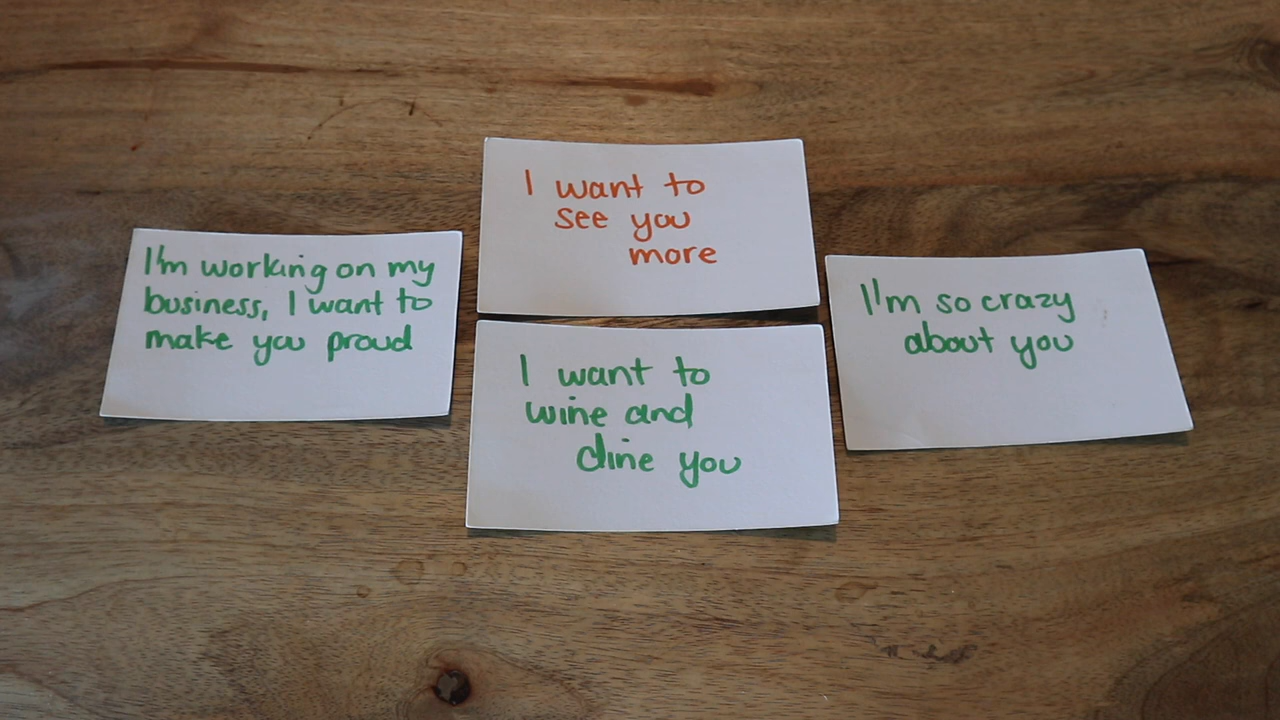 I want to
see you
more
I'm working on my
business, I want to
make you proud
I'm so crazy
about you
I want to
wine and
dine you